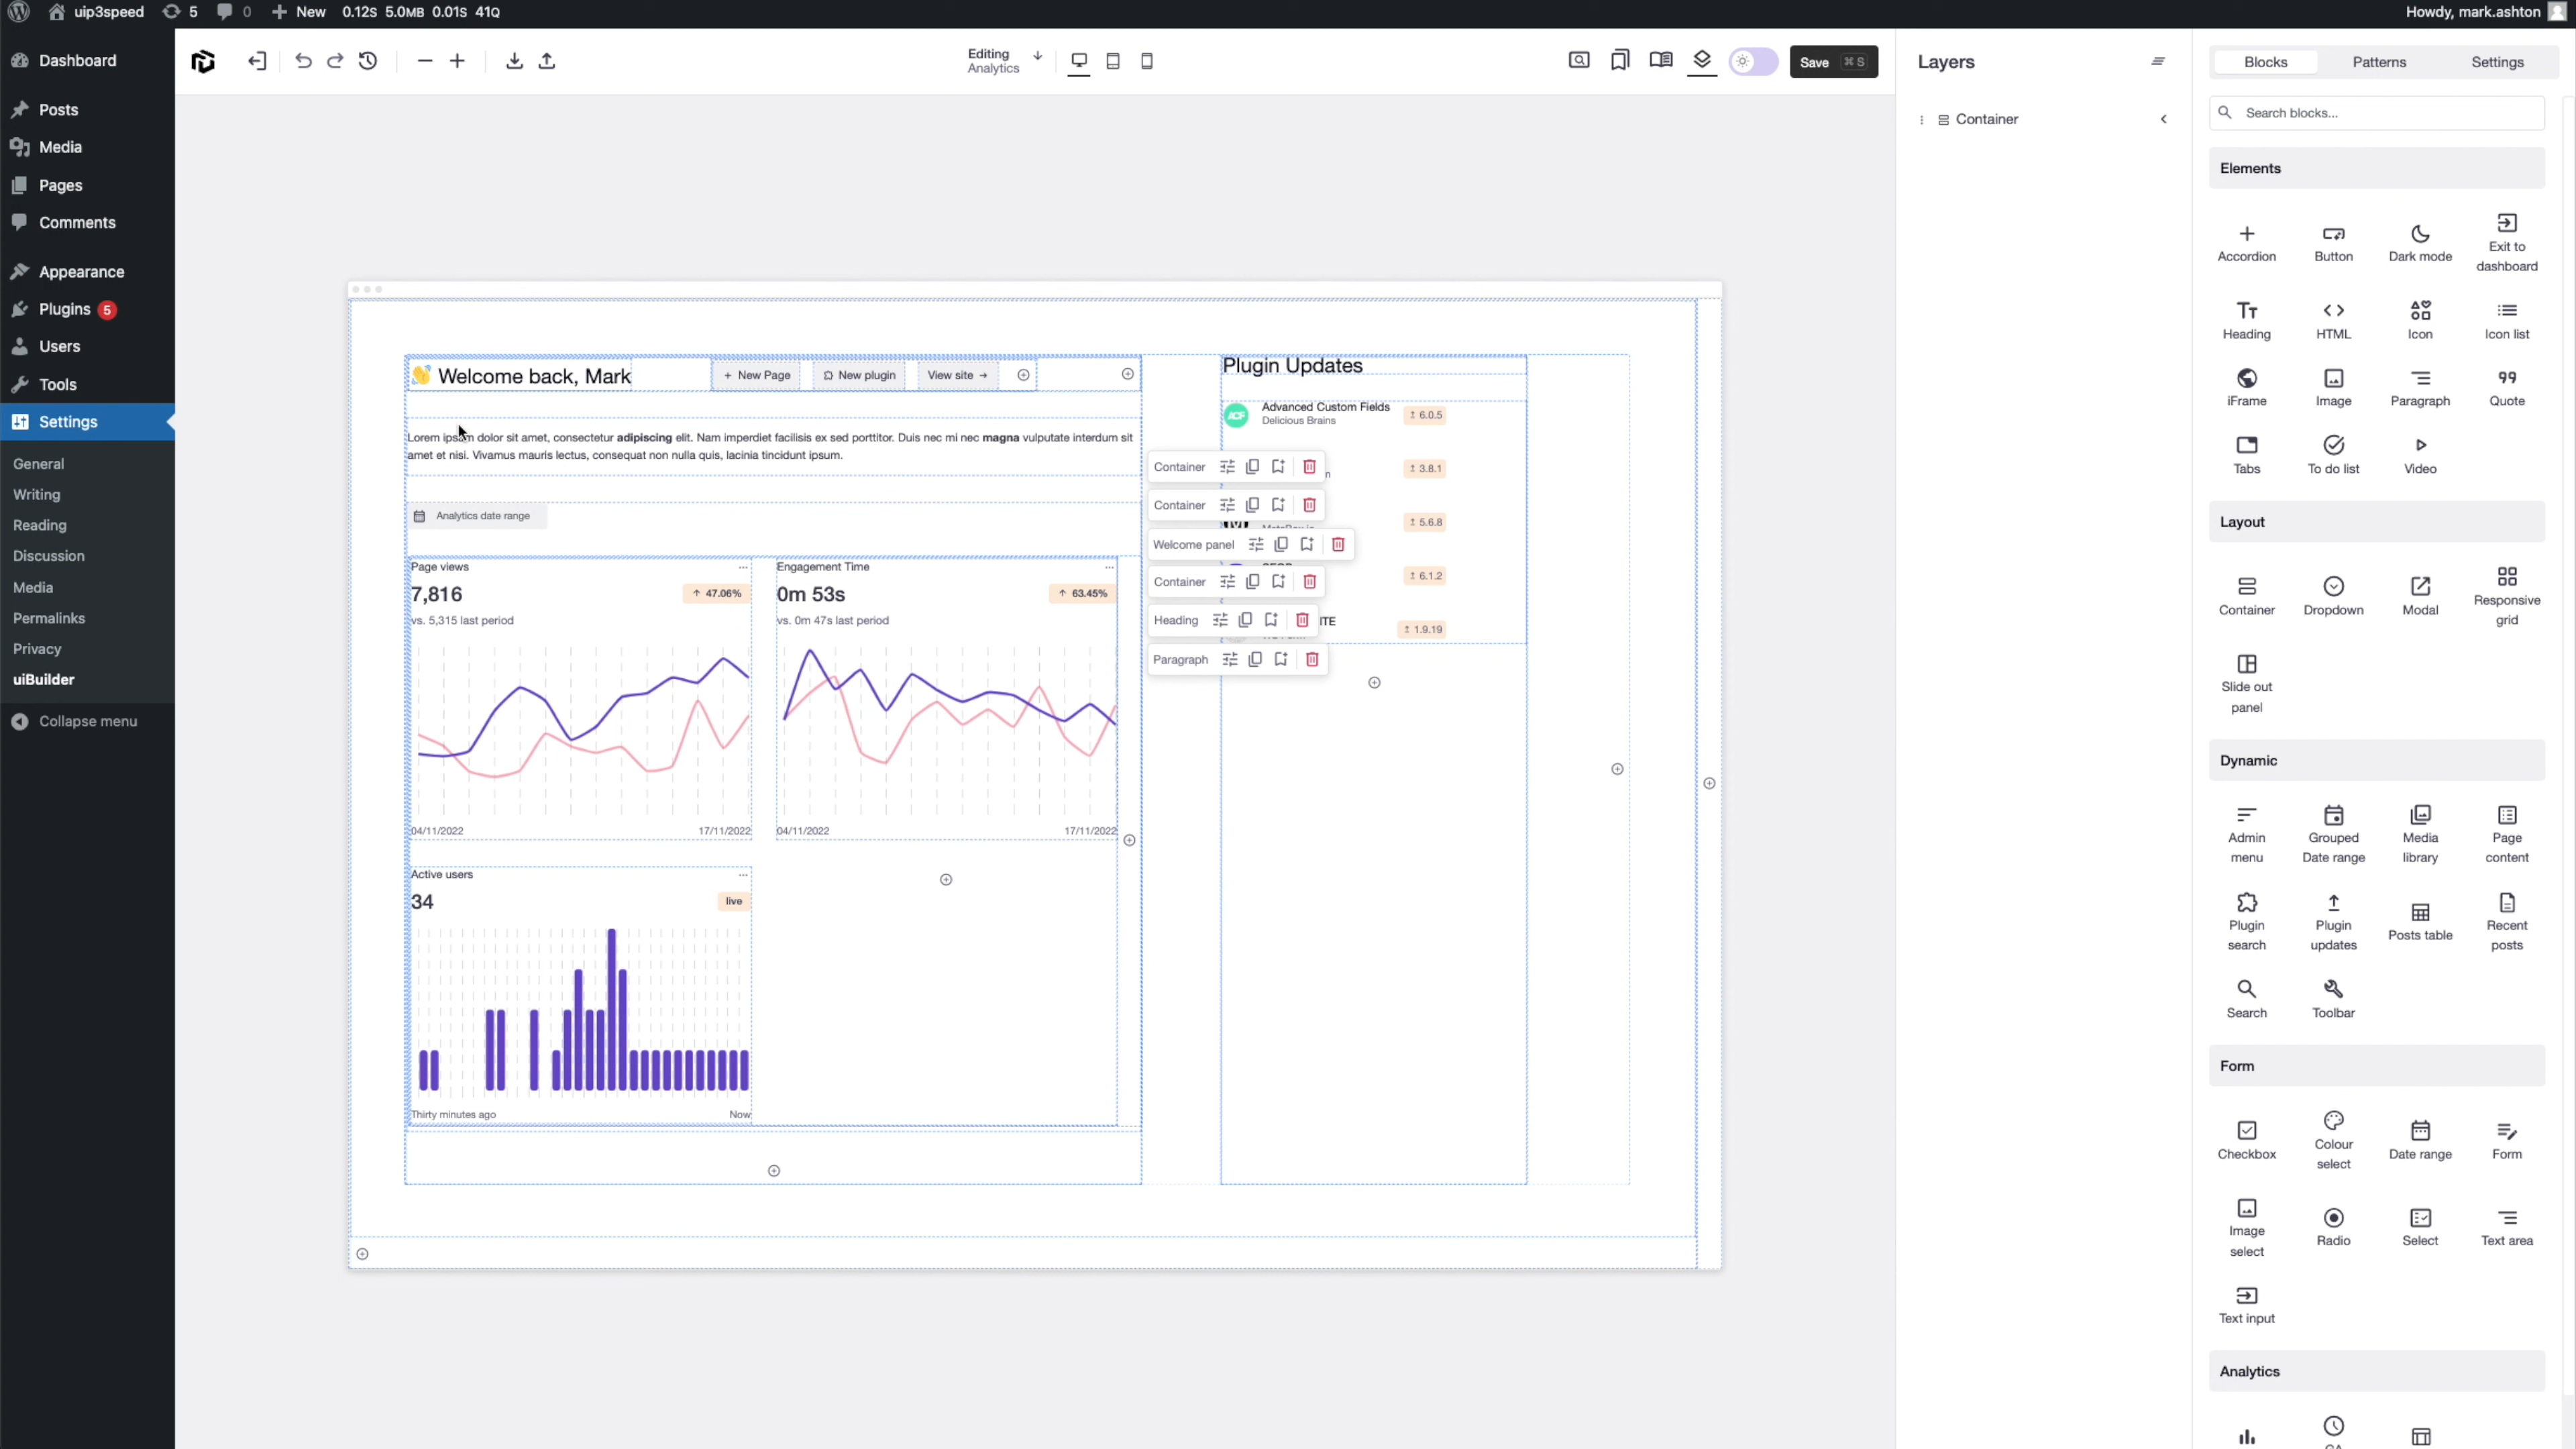 uip3speed 5 0 New 0.12s 5.0MB 0.01s 41Q
Howdy, mark.ashton
Dashboard
Posts
Media
Pages
Comments
Appearance
Plugins 5
Users
Tools
Settings
General
Writing
Reading
Discussion
Media
Permalinks
Privacy
uiBuilder
Collapse menu
Editing
Analytics
Save ⌘ S
👋 Welcome back, Mark
+ New Page
New plugin
View site →
Lorem ipsum dolor sit amet, consectetur adipiscing elit. Nam imperdiet facilisis ex sed porttitor. Duis nec mi nec magna vulputate interdum sit
amet et nisi. Vivamus mauris lectus, consequat non nulla quis, lacinia tincidunt ipsum.
Analytics date range
Page views
7,816
↑ 47.06%
vs. 5,315 last period
04/11/2022 17/11/2022
Engagement Time
0m 53s
↑ 63.45%
vs. 0m 47s last period
04/11/2022 17/11/2022
Active users
34
live
Thirty minutes ago Now
Container
Container
Welcome panel
Container
Heading
Paragraph
Plugin Updates
ACF
Advanced Custom Fields
Delicious Brains
6.0.5
3.8.1
5.6.8
6.1.2
ITE
1.9.19
Layers
Container
Blocks
Patterns
Settings
Search blocks...
Elements
Accordion
Button
Dark mode
Exit to
dashboard
Heading
HTML
Icon
Icon list
iFrame
Image
Paragraph
Quote
Tabs
To do list
Video
Layout
Container
Dropdown
Modal
Responsive
grid
Slide out
panel
Dynamic
Admin
menu
Grouped
Date range
Media
library
Page
content
Plugin
search
Plugin
updates
Posts table
Recent
posts
Search
Toolbar
Form
Checkbox
Colour
select
Date range
Form
Image
select
Radio
Select
Text area
Text input
Analytics